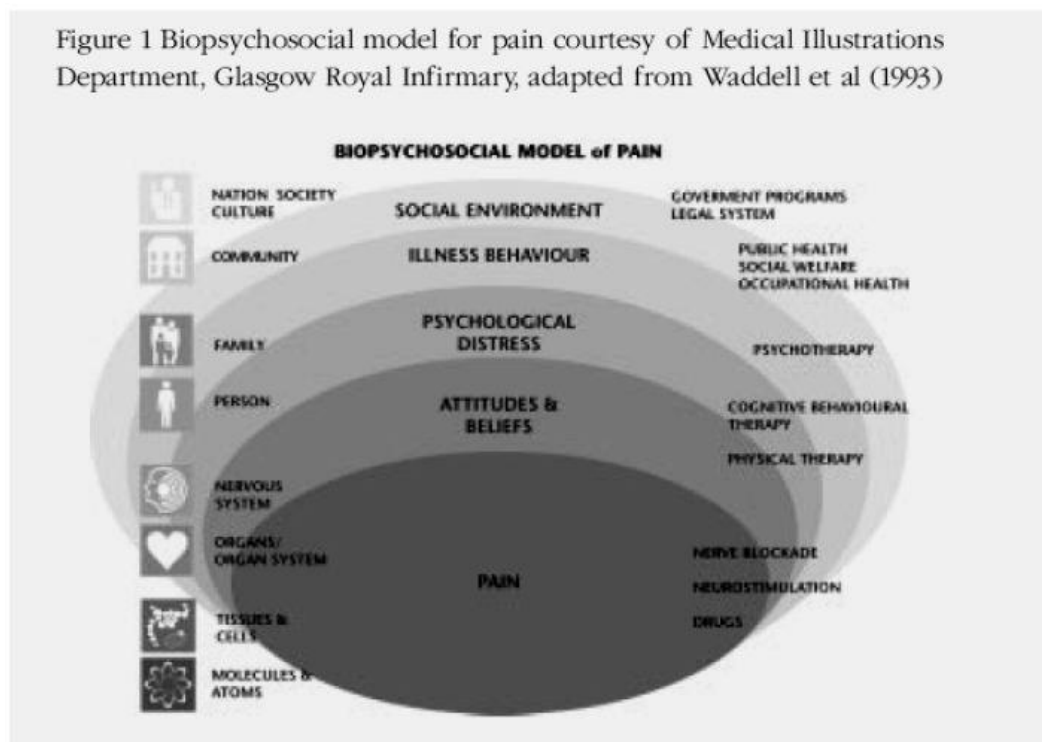 Figure 1 Biopsychosocial model for pain courtesy of Medical Illustrations
Department, Glasgow Royal Infirmary, adapted from Waddell et al (1993)
BIOPSYCHOSOCIAL MODEL of PAIN
NATION SOCIETY
CULTURE
SOCIAL ENVIRONMENT
GOVERMENT PROGRAMS
LEGAL SYSTEM
COMMUNITY
ILLNESS BEHAVIOUR
PUBLIC HEALTH
SOCIAL WELFARE
OCCUPATIONAL HEALTH
FAMILY
PSYCHOLOGICAL
DISTRESS
PSYCHOTHERAPY
PERSON
ATTITUDES &
BELIEFS
COGNITIVE BEHAVIOURAL
THERAPY
PHYSICAL THERAPY
NERVOUS
SYSTEM
ORGANS/
ORGAN SYSTEM
PAIN
NERVE BLOCKADE
NEUROSTIMULATION
DRUGS
TISSUES &
CELLS
MOLECULES &
ATOMS